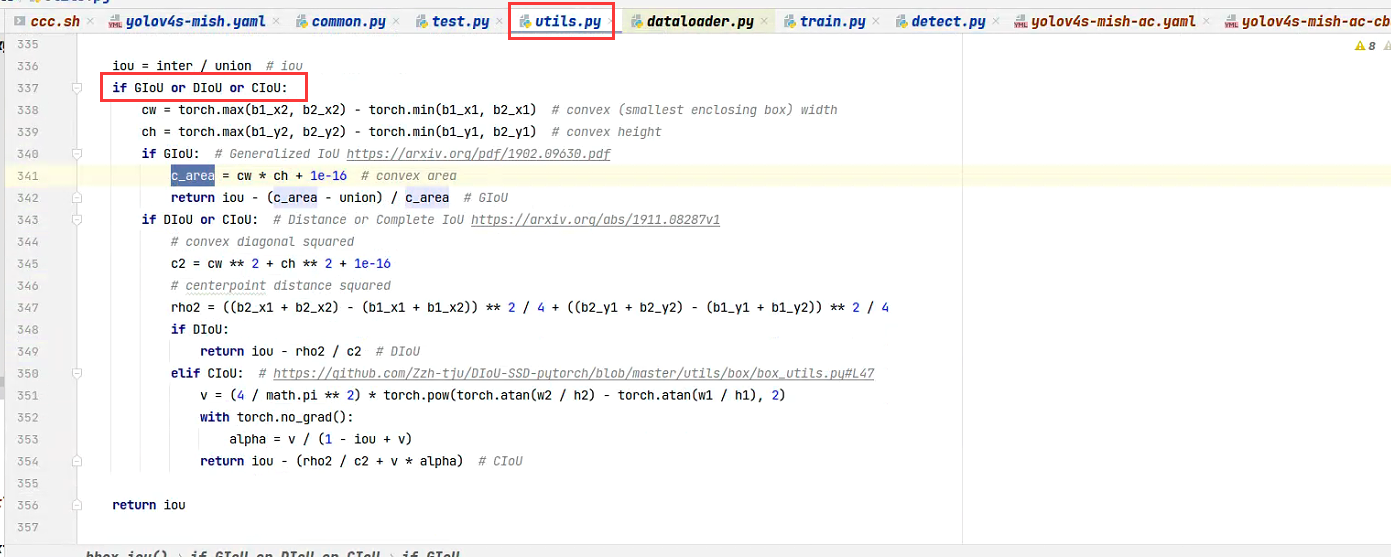 ccc.sh yolov4s-mish.yaml common.py test.py utils.py dataloader.py train.py detect.py yolov4s-mish-ac.yaml yolov4s-mish-ac-cb
335
8
336 iou = inter / union # iou
337 if GIoU or DIoU or CIoU:
338 cw = torch.max(b1_x2, b2_x2) - torch.min(b1_x1, b2_x1) # convex (smallest enclosing box) width
339 ch = torch.max(b1_y2, b2_y2) - torch.min(b1_y1, b2_y1) # convex height
340 if GIoU: # Generalized IoU https://arxiv.org/pdf/1902.09630.pdf
341 c_area = cw * ch + 1e-16 # convex area
342 return iou - (c_area - union) / c_area # GIoU
343 if DIoU or CIoU: # Distance or Complete IoU https://arxiv.org/abs/1911.08287v1
344 # convex diagonal squared
345 c2 = cw ** 2 + ch ** 2 + 1e-16
346 # centerpoint distance squared
347 rho2 = ((b2_x1 + b2_x2) - (b1_x1 + b1_x2)) ** 2 / 4 + ((b2_y1 + b2_y2) - (b1_y1 + b1_y2)) ** 2 / 4
348 if DIoU:
349 return iou - rho2 / c2 # DIoU
350 elif CIoU: # https://github.com/Zzh-tju/DIoU-SSD-pytorch/blob/master/utils/box/box_utils.py#L47
351 v = (4 / math.pi ** 2) * torch.pow(torch.atan(w2 / h2) - torch.atan(w1 / h1), 2)
352 with torch.no_grad():
353 alpha = v / (1 - iou + v)
354 return iou - (rho2 / c2 + v * alpha) # CIoU
355
356 return iou
357
bbox_iou() › if GIoU or DIoU or CIoU › if GIoU